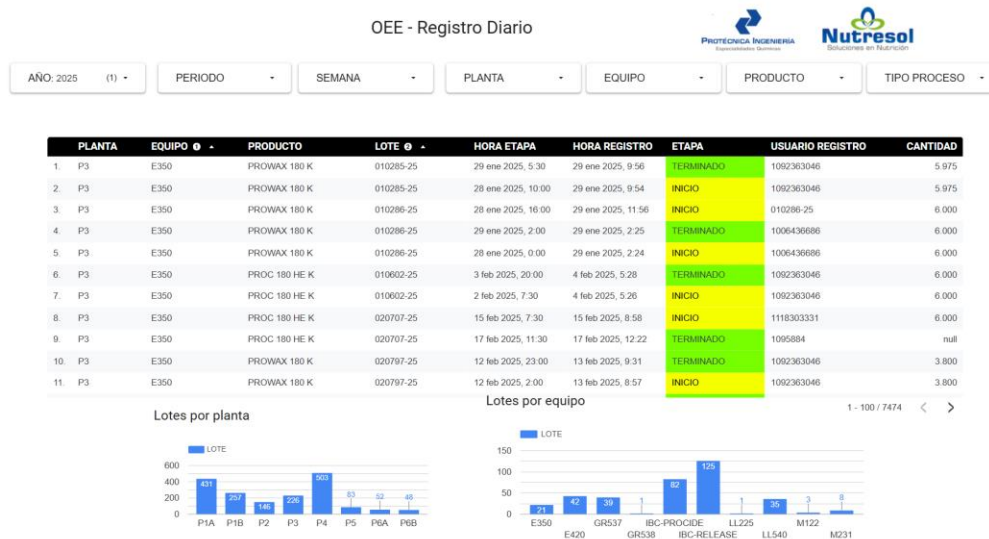 OEE - Registro Diario
PROTÉCNICA INGENIERÍA
Especialidades Químicas
Nutresol
Soluciones en Nutrición
AÑO: 2025 (1)
PERIODO
SEMANA
PLANTA
EQUIPO
PRODUCTO
TIPO PROCESO
PLANTA EQUIPO 1 PRODUCTO LOTE 2 HORA ETAPA HORA REGISTRO ETAPA USUARIO REGISTRO CANTIDAD
1. P3 E350 PROWAX 180 K 010285-25 29 ene 2025, 5:30 29 ene 2025, 9:56 TERMINADO 1092363046 5.975
2. P3 E350 PROWAX 180 K 010285-25 28 ene 2025, 10:00 29 ene 2025, 9:54 INICIO 1092363046 5.975
3. P3 E350 PROWAX 180 K 010286-25 28 ene 2025, 16:00 29 ene 2025, 11:56 INICIO 010286-25 6.000
4. P3 E350 PROWAX 180 K 010286-25 29 ene 2025, 2:00 29 ene 2025, 2:25 TERMINADO 1006436686 6.000
5. P3 E350 PROWAX 180 K 010286-25 28 ene 2025, 0:00 29 ene 2025, 2:24 INICIO 1006436686 6.000
6. P3 E350 PROC 180 HE K 010602-25 3 feb 2025, 20:00 4 feb 2025, 5:28 TERMINADO 1092363046 6.000
7. P3 E350 PROC 180 HE K 010602-25 2 feb 2025, 7:30 4 feb 2025, 5:26 INICIO 1092363046 6.000
8. P3 E350 PROC 180 HE K 020707-25 15 feb 2025, 7:30 15 feb 2025, 8:58 INICIO 1118303331 6.000
9. P3 E350 PROC 180 HE K 020707-25 17 feb 2025, 11:30 17 feb 2025, 12:22 TERMINADO 1095884 null
10. P3 E350 PROWAX 180 K 020797-25 12 feb 2025, 23:00 13 feb 2025, 9:31 TERMINADO 1092363046 3.800
11. P3 E350 PROWAX 180 K 020797-25 12 feb 2025, 2:00 13 feb 2025, 8:57 INICIO 1092363046 3.800
1 - 100 / 7474
Lotes por planta
LOTE
600
400
200
0
431 257 146 226 503 83 52 48
P1A P1B P2 P3 P4 P5 P6A P6B
Lotes por equipo
LOTE
150
100
50
0
21 42 39 1 82 125 1 35 3 8
E350 GR537 IBC-PROCIDE LL225 M122
E420 GR538 IBC-RELEASE LL540 M231